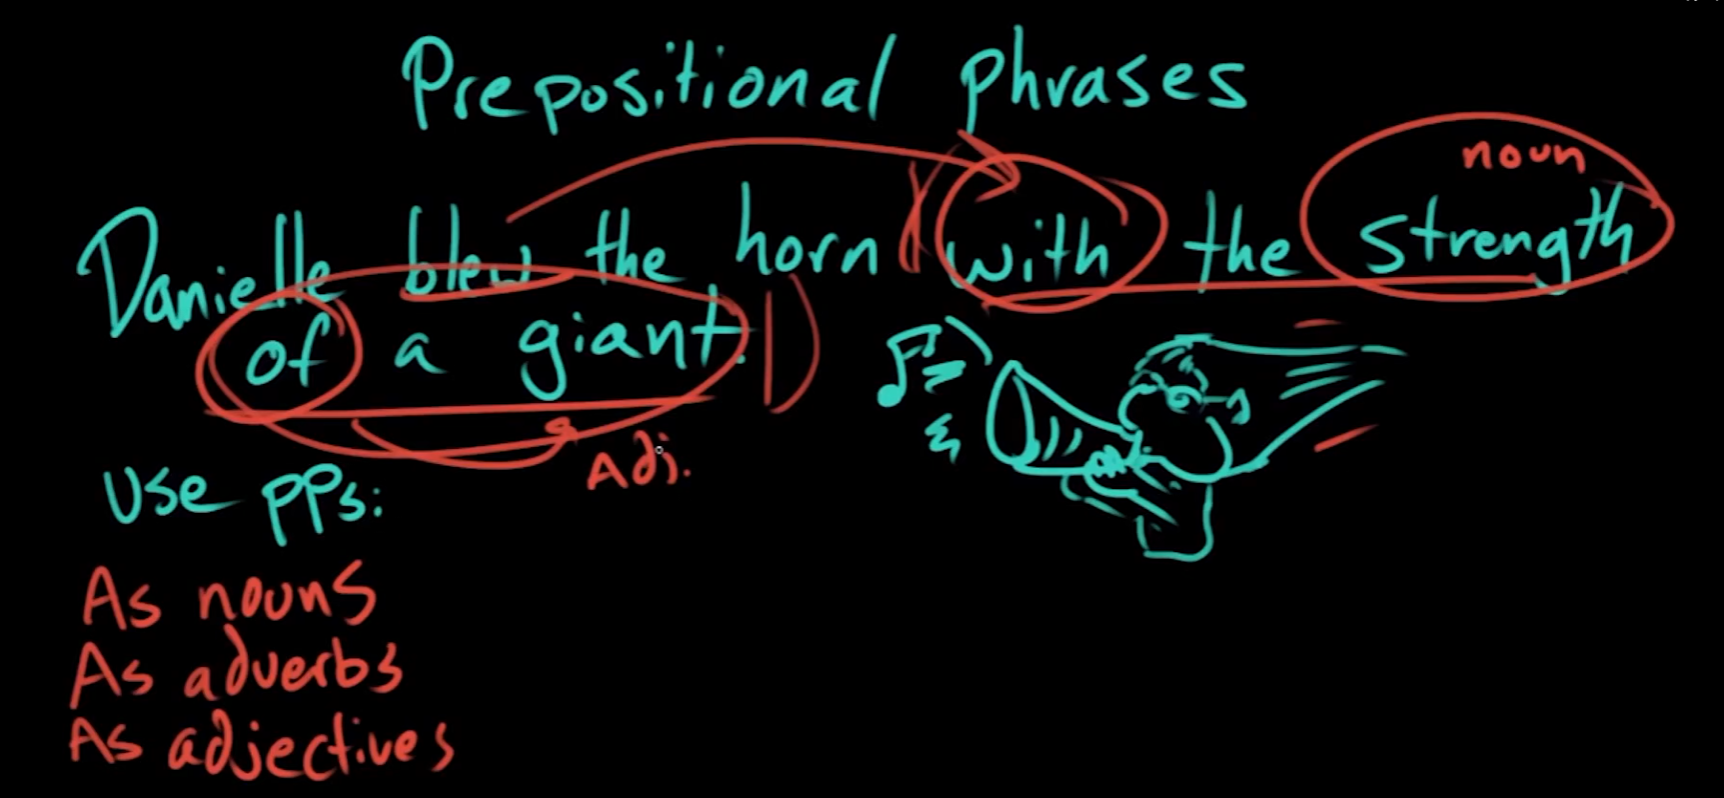 Prepositional phrases
noun
Danielle blew the horn with the strength
of a giant.
Adj.
Use PPs:
As nouns
As adverbs
As adjectives